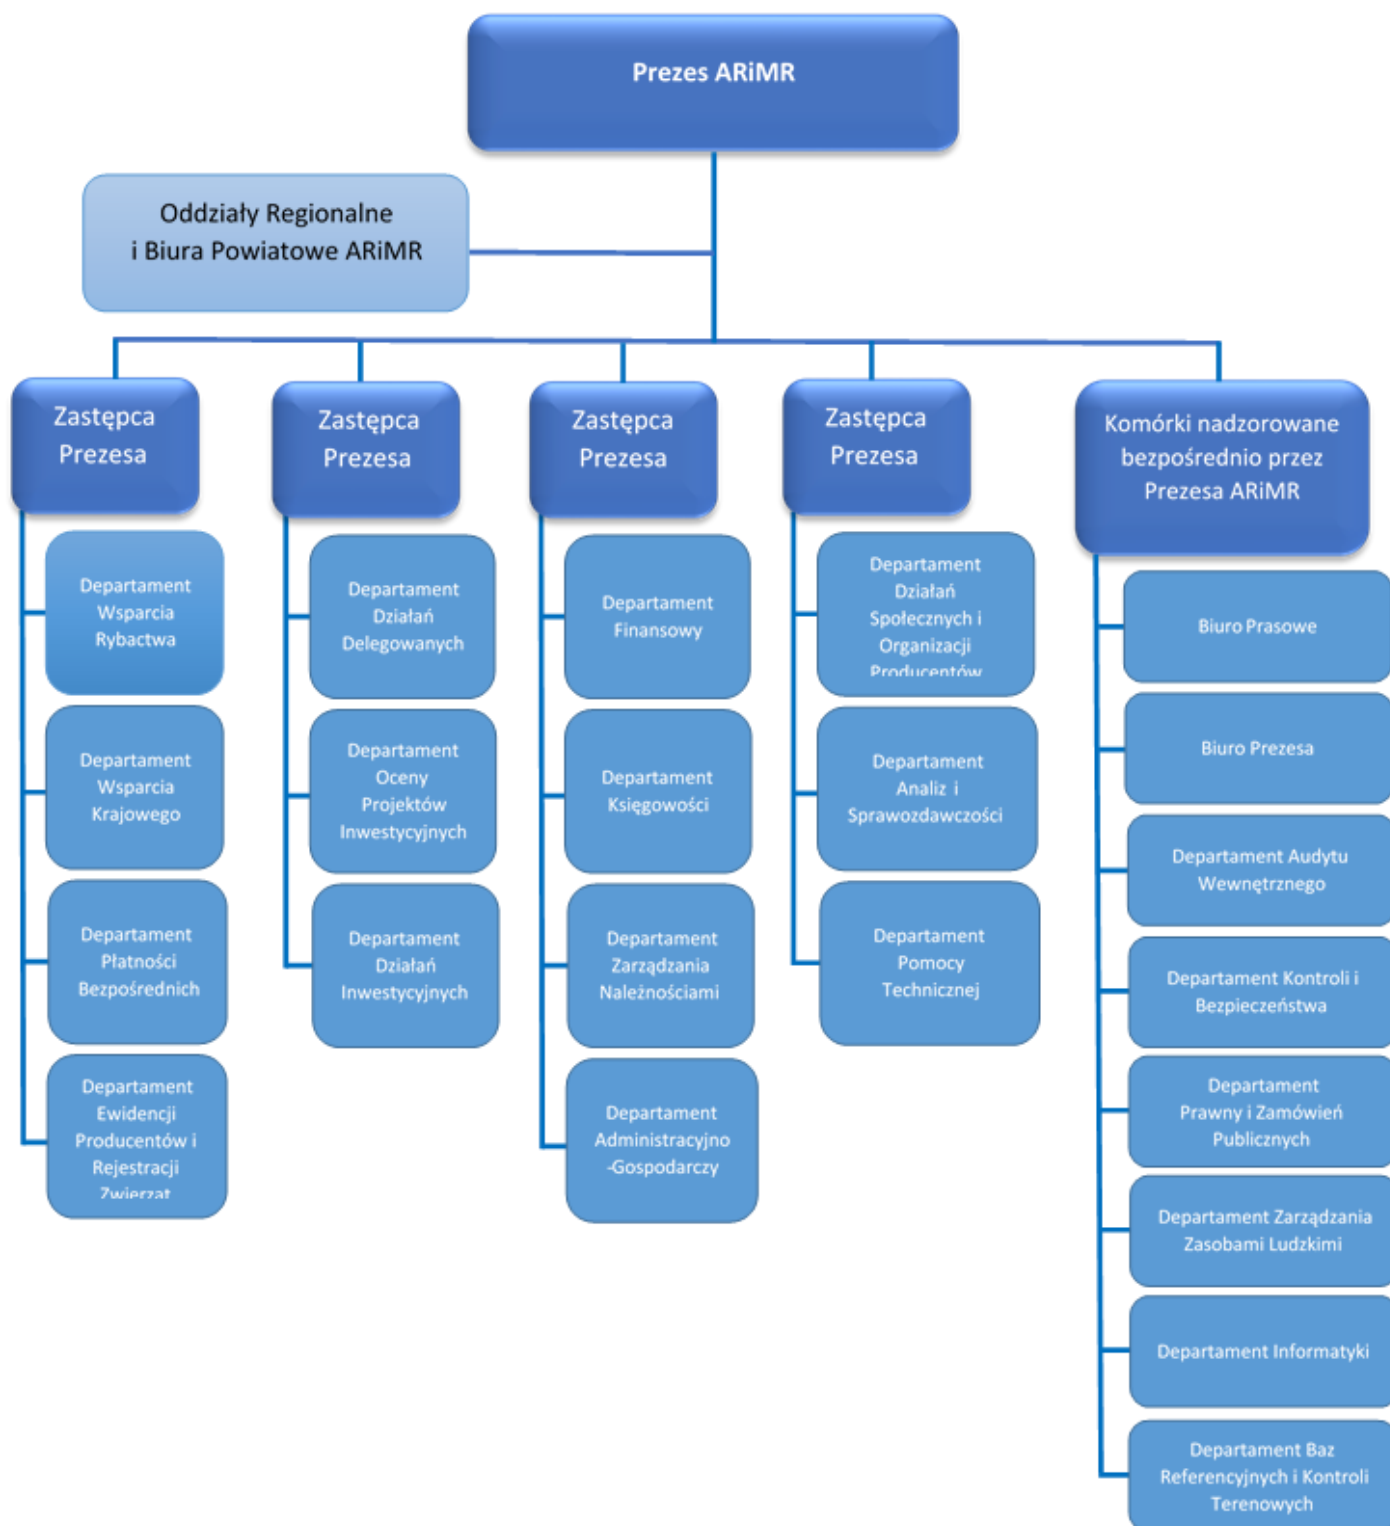 Prezes ARiMR
Oddziały Regionalne
i Biura Powiatowe ARiMR
Zastępca
Prezesa
Departament
Wsparcia
Rybactwa
Departament
Wsparcia
Krajowego
Departament
Płatności
Bezpośrednich
Departament
Ewidencji
Producentów i
Rejestracji
Zwierząt
Zastępca
Prezesa
Departament
Działań
Delegowanych
Departament
Oceny
Projektów
Inwestycyjnych
Departament
Działań
Inwestycyjnych
Zastępca
Prezesa
Departament
Finansowy
Departament
Księgowości
Departament
Zarządzania
Należnościami
Departament
Administracyjno
-Gospodarczy
Zastępca
Prezesa
Departament
Działań
Społecznych i
Organizacji
Producentów
Departament
Analiz i
Sprawozdawczości
Departament
Pomocy
Technicznej
Komórki nadzorowane
bezpośrednio przez
Prezesa ARiMR
Biuro Prasowe
Biuro Prezesa
Departament Audytu
Wewnętrznego
Departament Kontroli i
Bezpieczeństwa
Departament
Prawny i Zamówień
Publicznych
Departament Zarządzania
Zasobami Ludzkimi
Departament Informatyki
Departament Baz
Referencyjnych i Kontroli
Terenowych